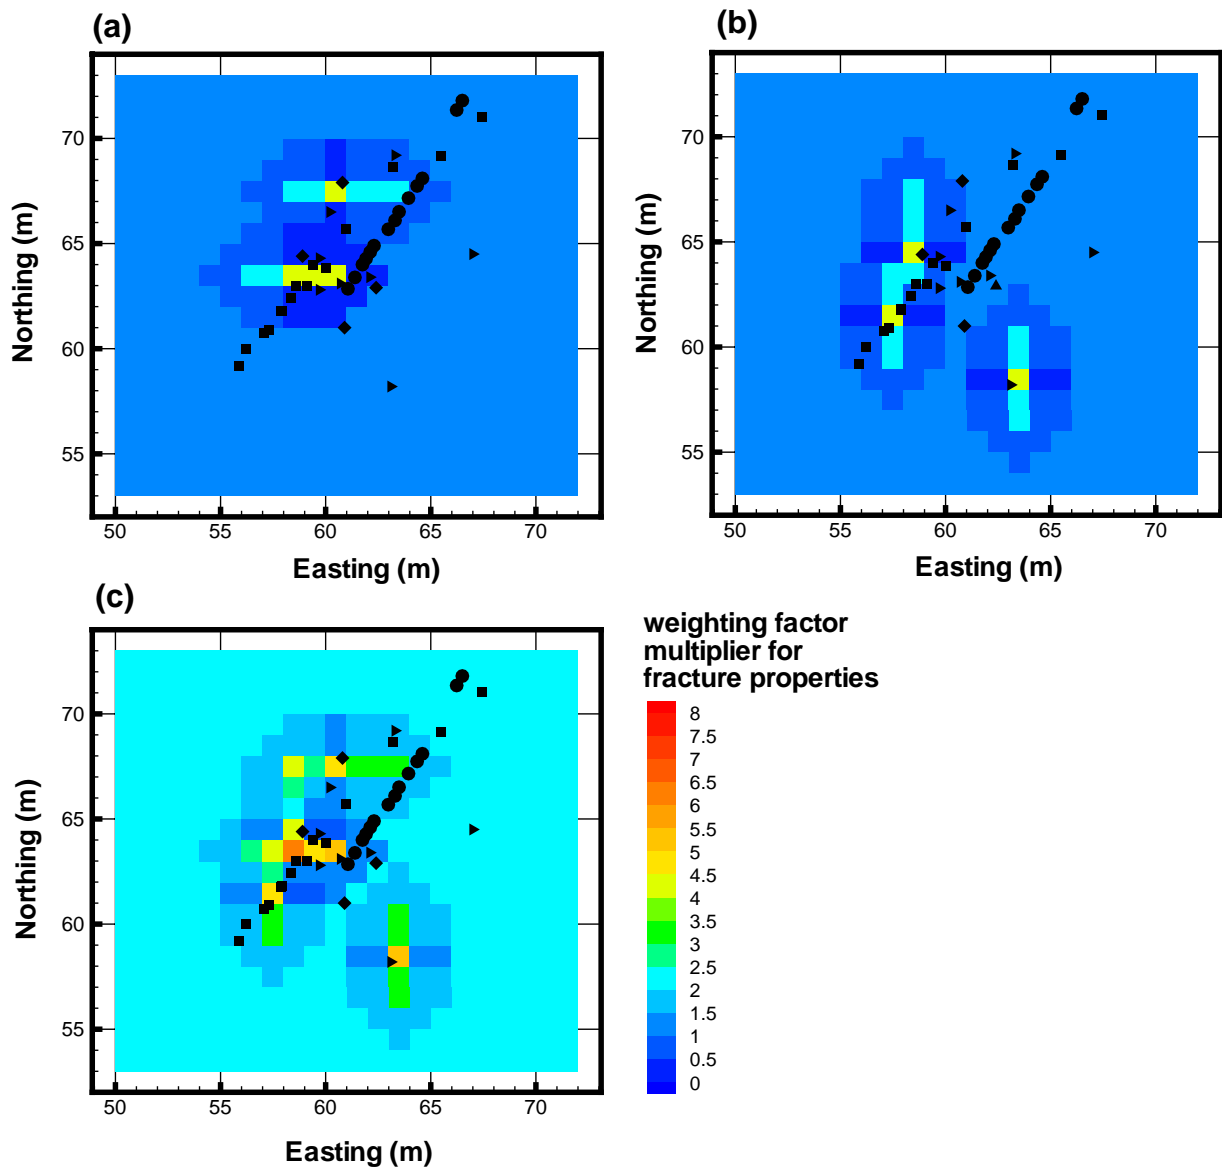 (a)
70
65
60
55
50 55 60 65 70
Northing (m)
Easting (m)
(b)
70
65
60
55
50 55 60 65 70
Northing (m)
Easting (m)
(c)
70
65
60
55
50 55 60 65 70
Northing (m)
Easting (m)
weighting factor
multiplier for
fracture properties
8
7.5
7
6.5
6
5.5
5
4.5
4
3.5
3
2.5
2
1.5
1
0.5
0